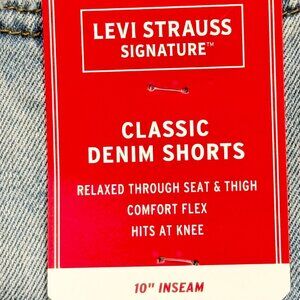 LEVI STRAUSS
SIGNATURE™
CLASSIC
DENIM SHORTS
RELAXED THROUGH SEAT & THIGH
COMFORT FLEX
HITS AT KNEE
10" INSEAM